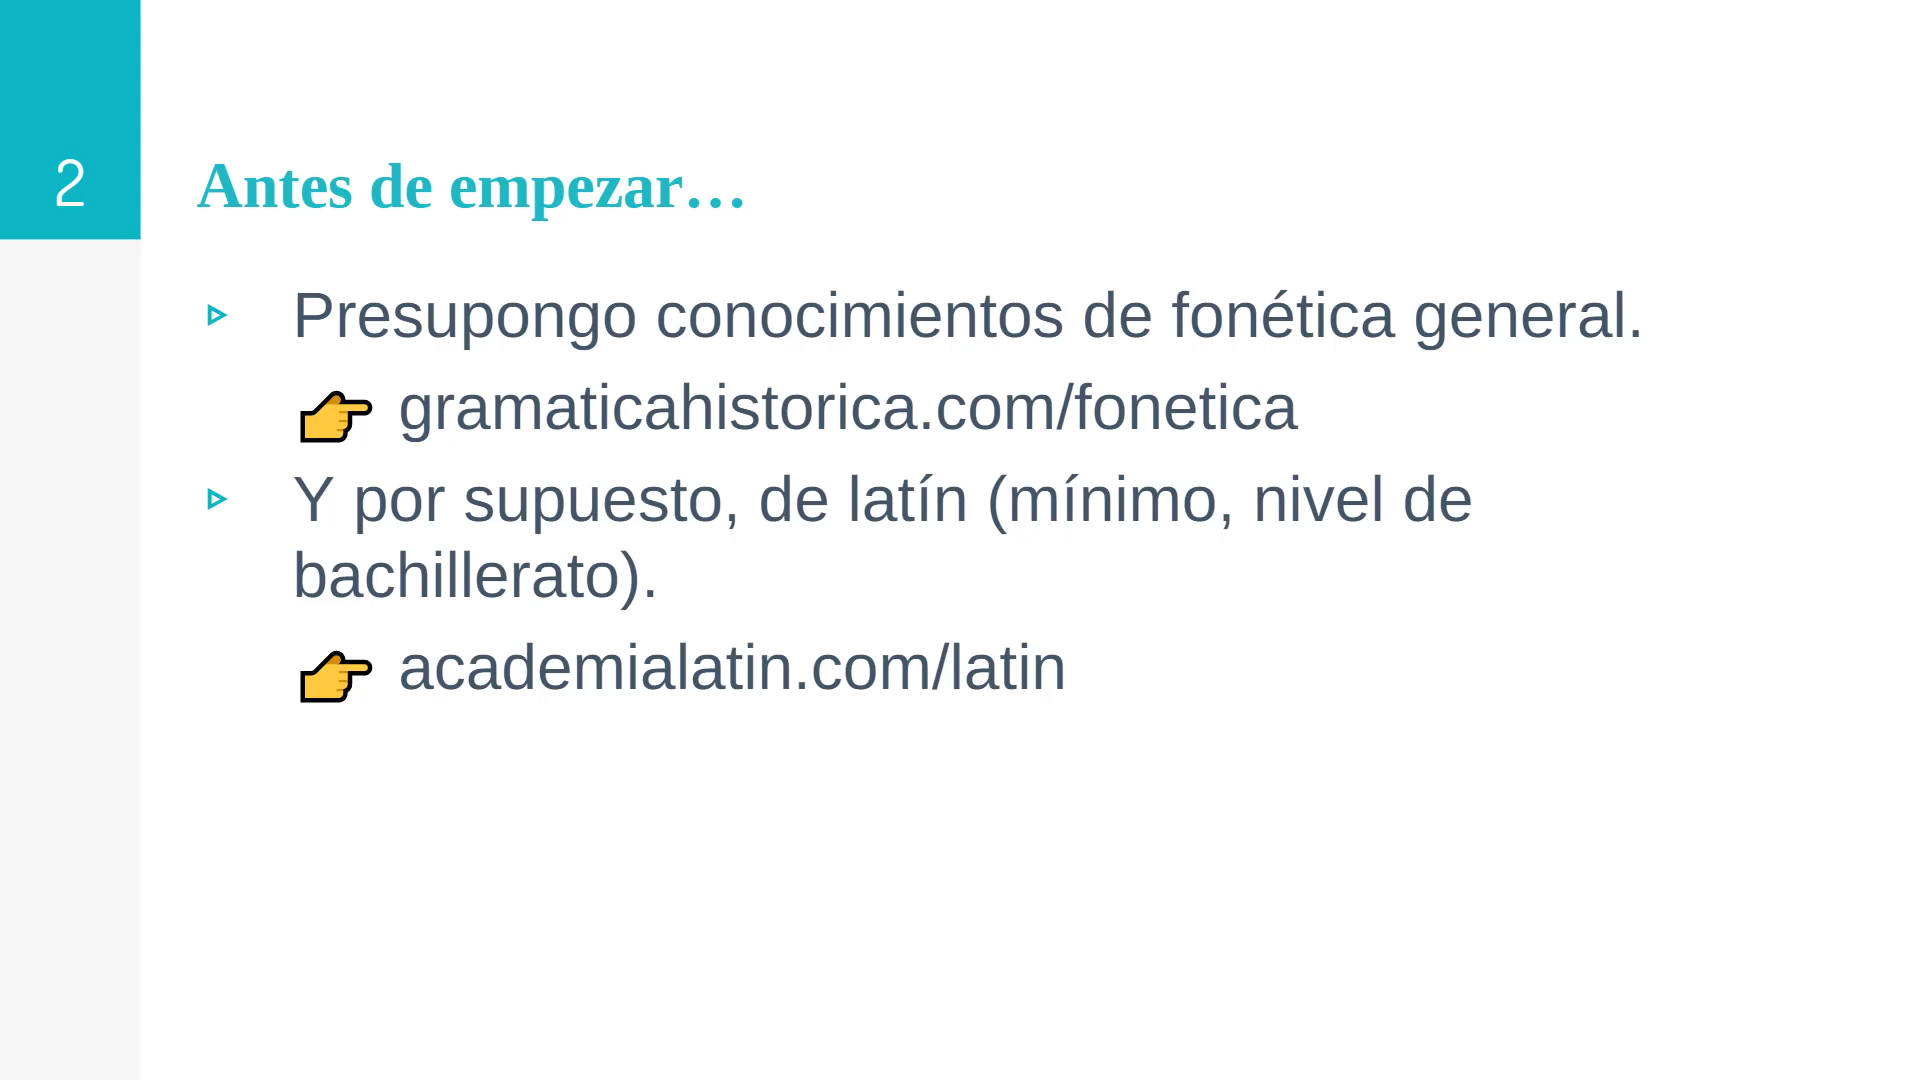 2
Antes de empezar…
Presupongo conocimientos de fonética general.
👉 gramaticahistorica.com/fonetica
Y por supuesto, de latín (mínimo, nivel de
bachillerato).
👉 academialatin.com/latin